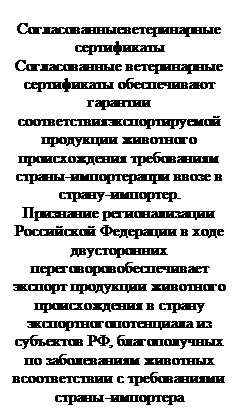 Согласованныеветеринарные
сертификаты
Согласованные ветеринарные
сертификаты обеспечивают
гарантии
соответствияэкспортируемой
продукции животного
происхождения требованиям
страны-импортерапри ввозе в
страну-импортер.
Признание регионализации
Российской Федерации в ходе
двусторонних
переговоровобеспечивает
экспорт продукции животного
происхождения в страну
экспортногопотенциала из
субъектов РФ, благополучных
по заболеваниям животных
всоответствии с требованиями
страны-импортера